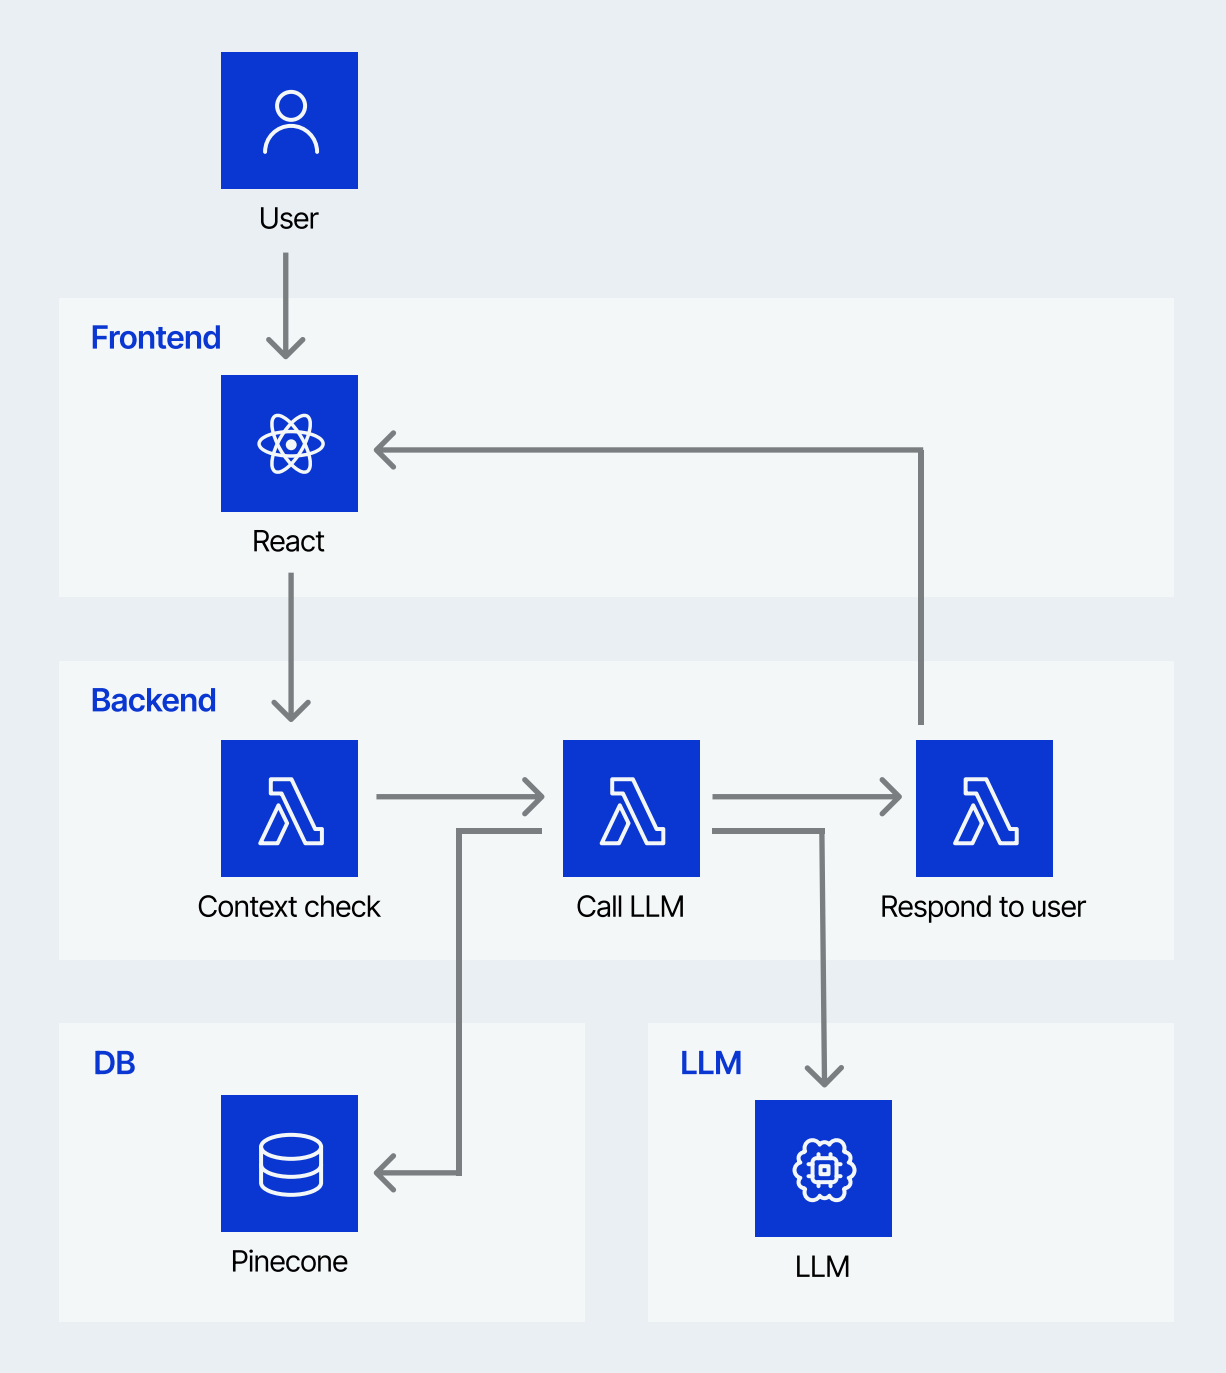 User
Frontend
React
Backend
Context check
Call LLM
Respond to user
DB
Pinecone
LLM
LLM